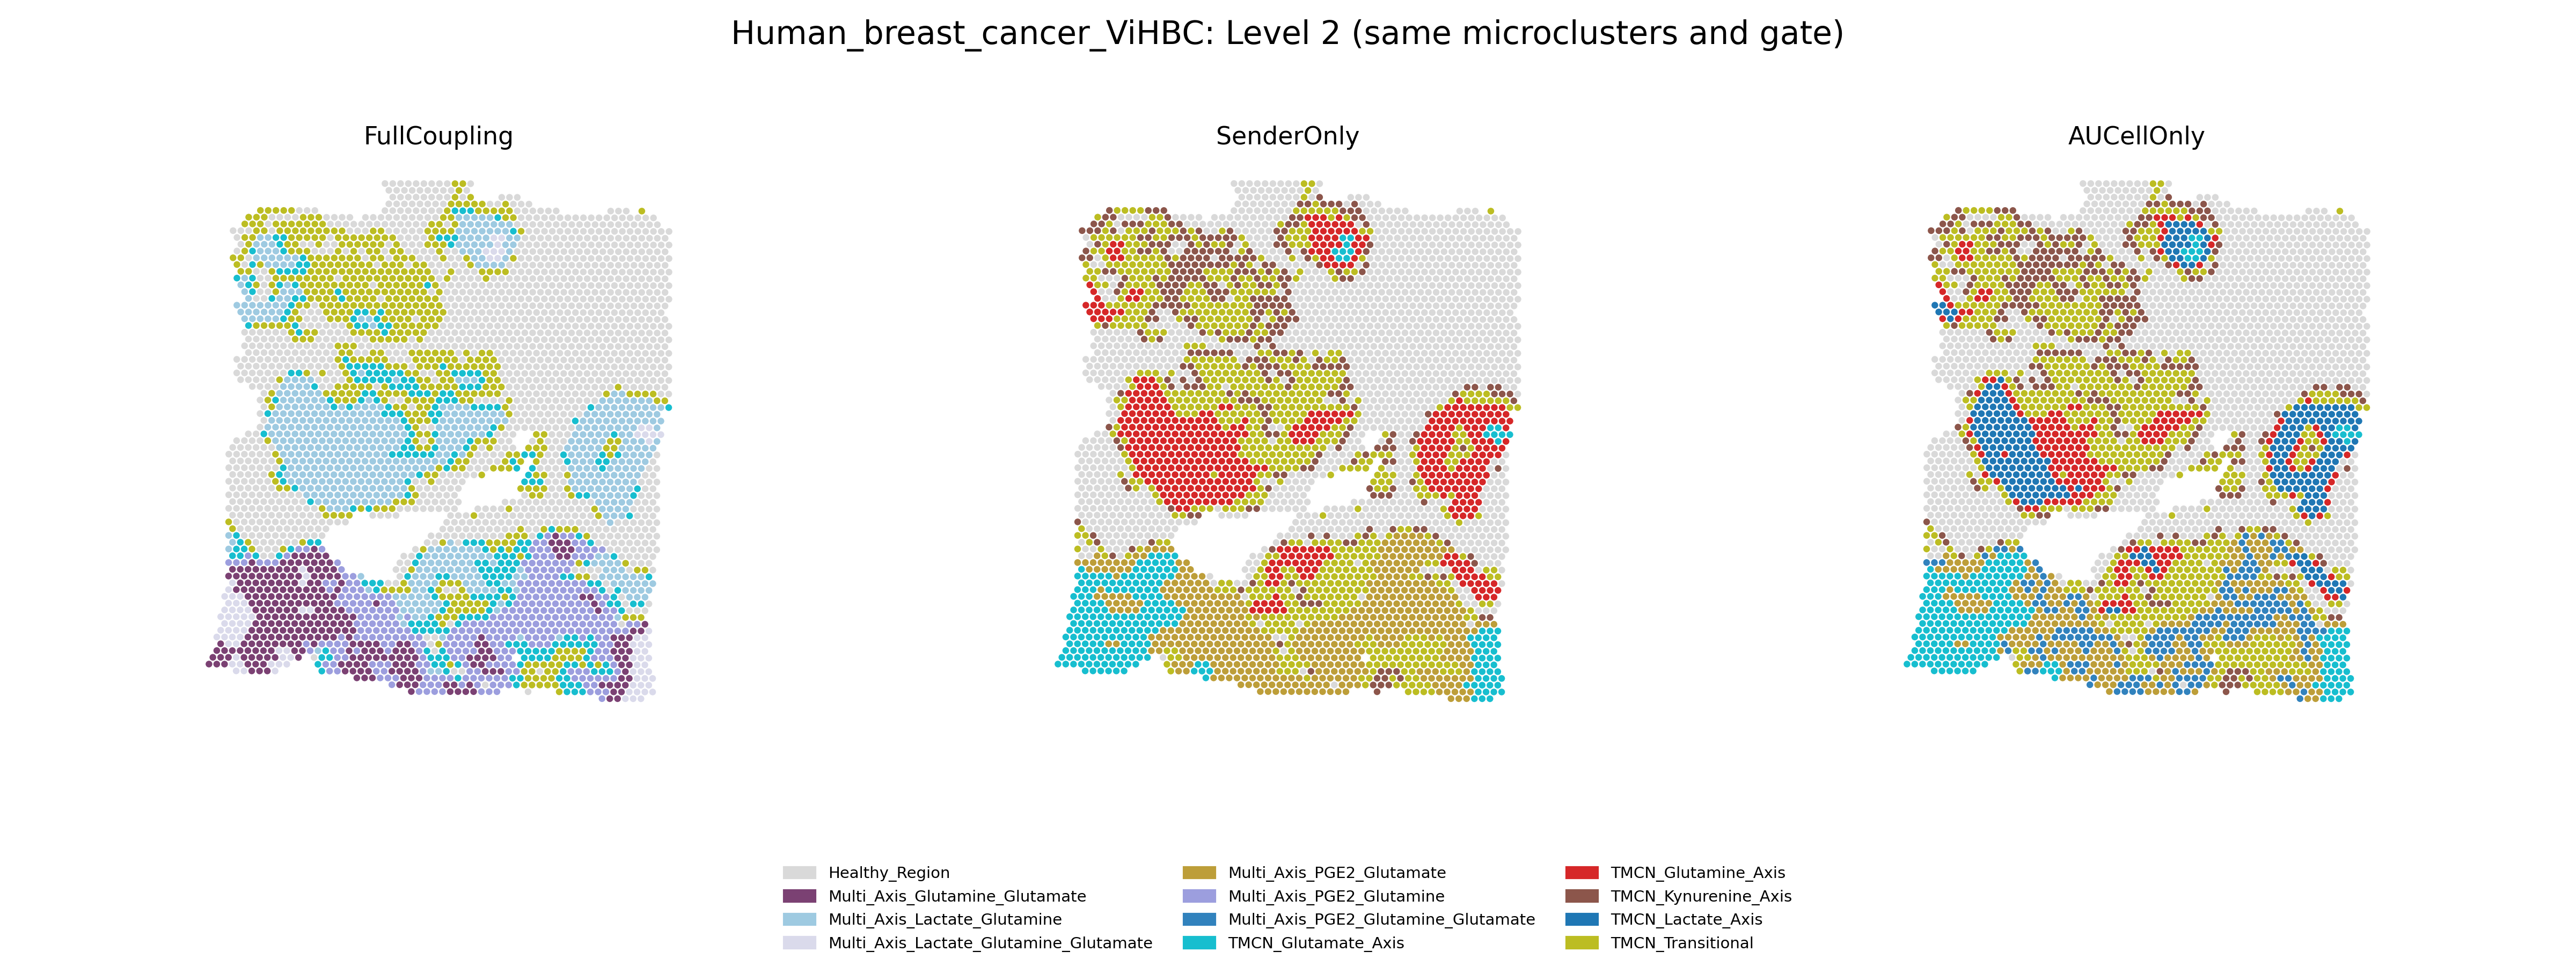 Human_breast_cancer_ViHBC: Level 2 (same microclusters and gate)
FullCoupling
SenderOnly
AUCellOnly
Healthy_Region
Multi_Axis_Glutamine_Glutamate
Multi_Axis_Lactate_Glutamine
Multi_Axis_Lactate_Glutamine_Glutamate
Multi_Axis_PGE2_Glutamate
Multi_Axis_PGE2_Glutamine
Multi_Axis_PGE2_Glutamine_Glutamate
TMCN_Glutamate_Axis
TMCN_Glutamine_Axis
TMCN_Kynurenine_Axis
TMCN_Lactate_Axis
TMCN_Transitional